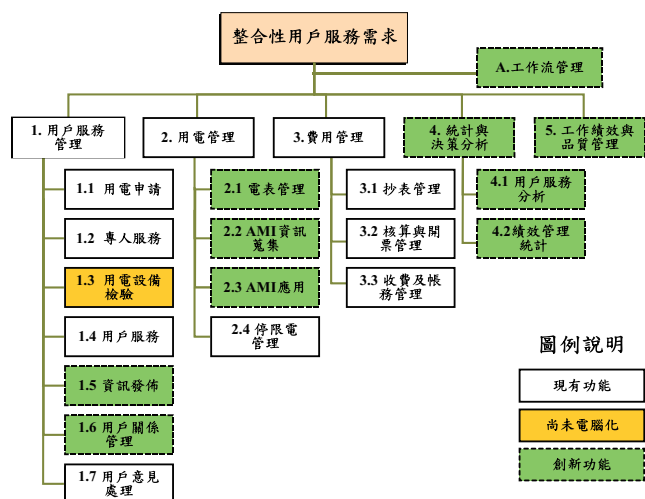 整合性用戶服務需求
A.工作流管理
1. 用戶服務
管理
2. 用電管理
3.費用管理
4. 統計與
決策分析
5. 工作績效與
品質管理
1.1 用電申請
1.2 專人服務
1.3 用電設備
檢驗
1.4 用戶服務
1.5 資訊發佈
1.6 用戶關係
管理
1.7 用戶意見
處理
2.1 電表管理
2.2 AMI資訊
蒐集
2.3 AMI應用
2.4 停限電
管理
3.1 抄表管理
3.2 核算與開
票管理
3.3 收費及帳
務管理
4.1 用戶服務
分析
4.2績效管理
統計
圖例說明
現有功能
尚未電腦化
創新功能